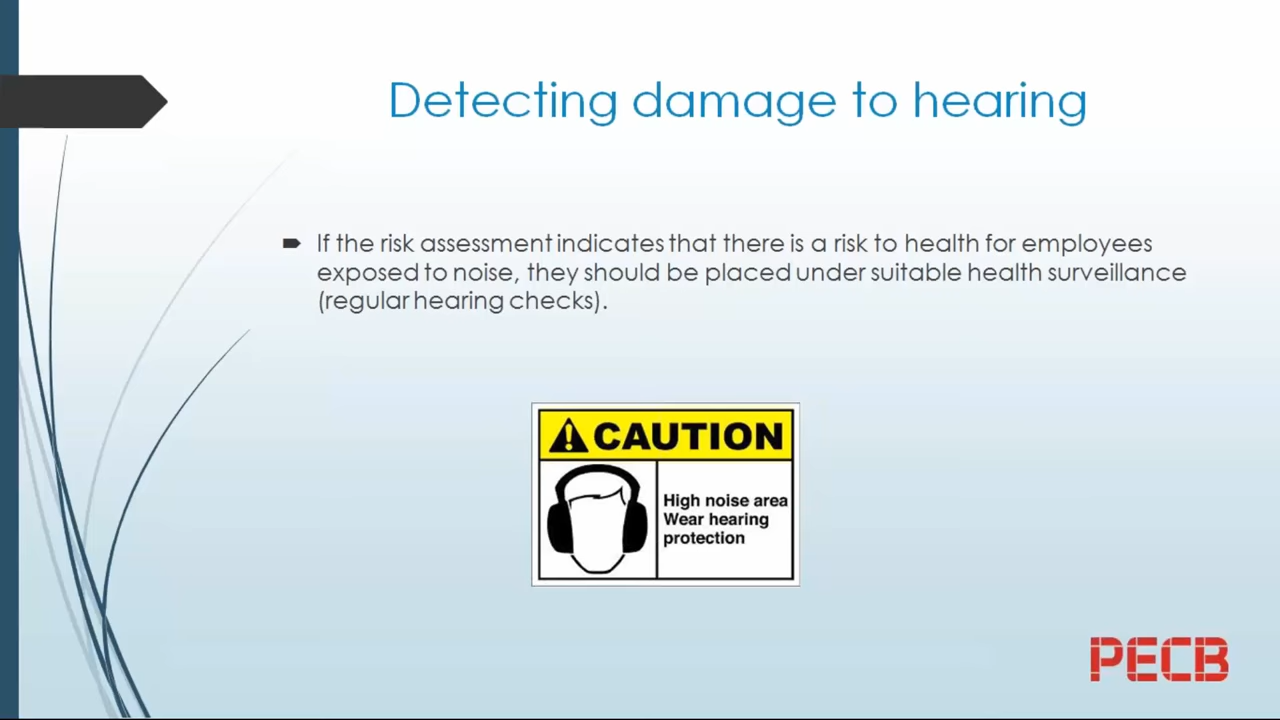 Detecting damage to hearing
If the risk assessment indicates that there is a risk to health for employees
exposed to noise, they should be placed under suitable health surveillance
(regular hearing checks).
CAUTION
High noise area
Wear hearing
protection
PECB